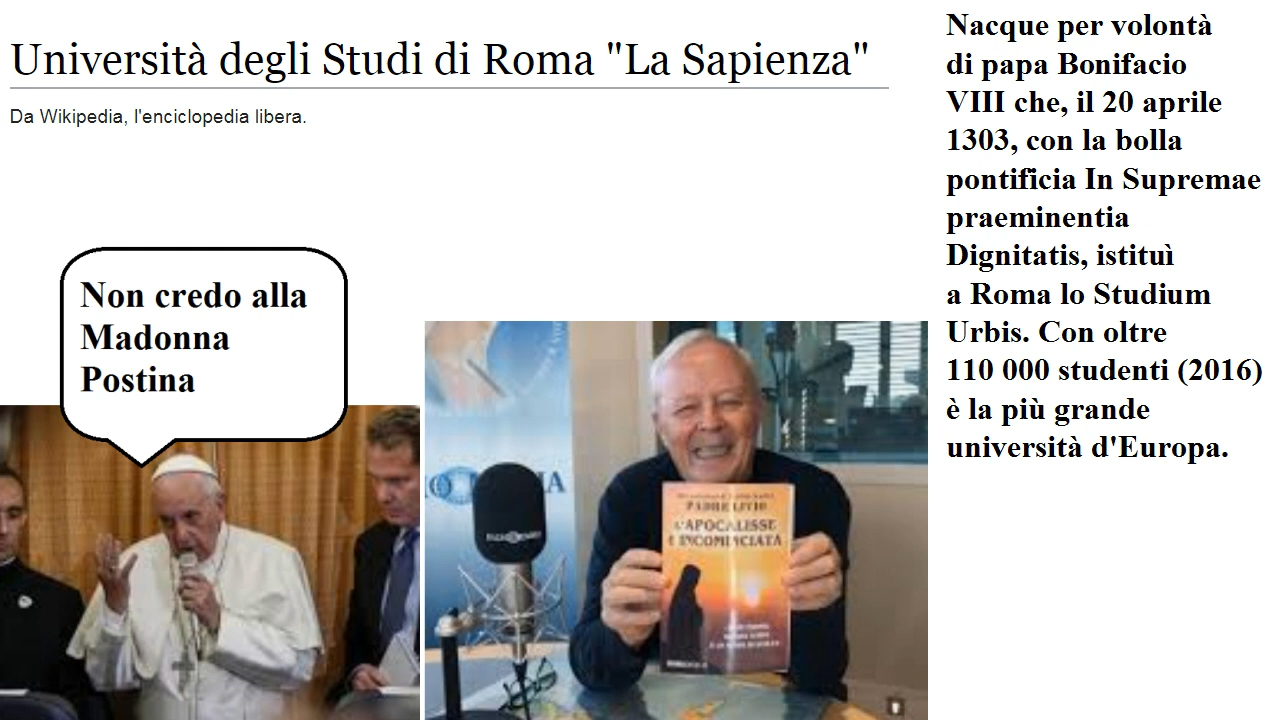 Università degli Studi di Roma "La Sapienza"
Da Wikipedia, l'enciclopedia libera.
Nacque per volontà
di papa Bonifacio
VIII che, il 20 aprile
1303, con la bolla
pontificia In Supremae
praeminentia
Dignitatis, istituì
a Roma lo Studium
Urbis. Con oltre
110 000 studenti (2016)
è la più grande
università d'Europa.
Non credo alla
Madonna
Postina
PADRE LIVIO
L'APOCALISSE
È INCOMINCIATA